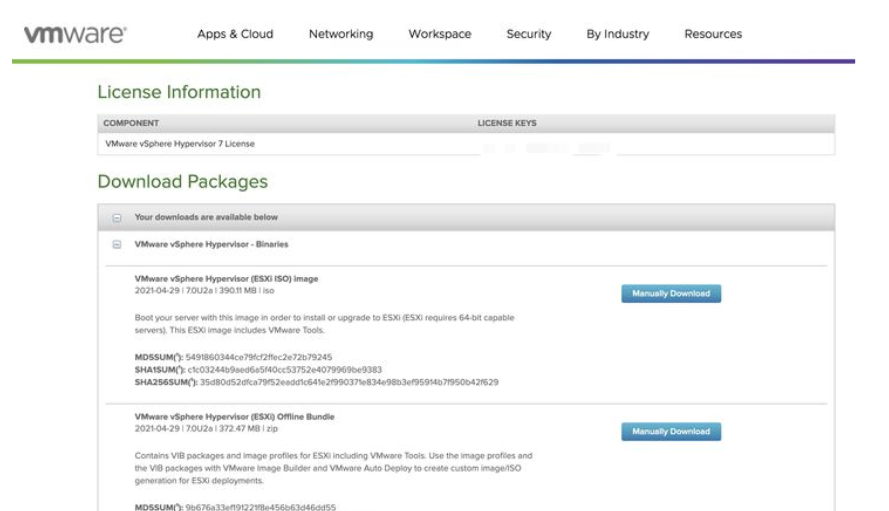 vmware
Apps & Cloud Networking Workspace Security By Industry Resources
License Information
COMPONENT LICENSE KEYS
VMware vSphere Hypervisor 7 License
Download Packages
Your downloads are available below
VMware vSphere Hypervisor - Binaries
VMware vSphere Hypervisor (ESXi ISO) image
2021-04-29 | 7.0U2a | 390.11 MB | iso
Manually Download
Boot your server with this image in order to install or upgrade to ESXi (ESXi requires 64-bit capable
servers). This ESXi image includes VMware Tools.
MD5SUM(¹): 5491860344ce79fcf2ffec2e72b79245
SHA1SUM(¹): c1c03244b9aed6a5f40cc53752e4079969be9383
SHA256SUM(¹): 35d80d52dfca79f52eadd1c641e2f990371e834e98b3ef95914b7f950b42f629
VMware vSphere Hypervisor (ESXi) Offline Bundle
2021-04-29 | 7.0U2a | 372.47 MB | zip
Manually Download
Contains VIB packages and image profiles for ESXi including VMware Tools. Use the image profiles and
the VIB packages with VMware Image Builder and VMware Auto Deploy to create custom image/ISO
generation for ESXi deployments.
MD5SUM(¹): 9b676a33ef191221f8e456b63d46dd55